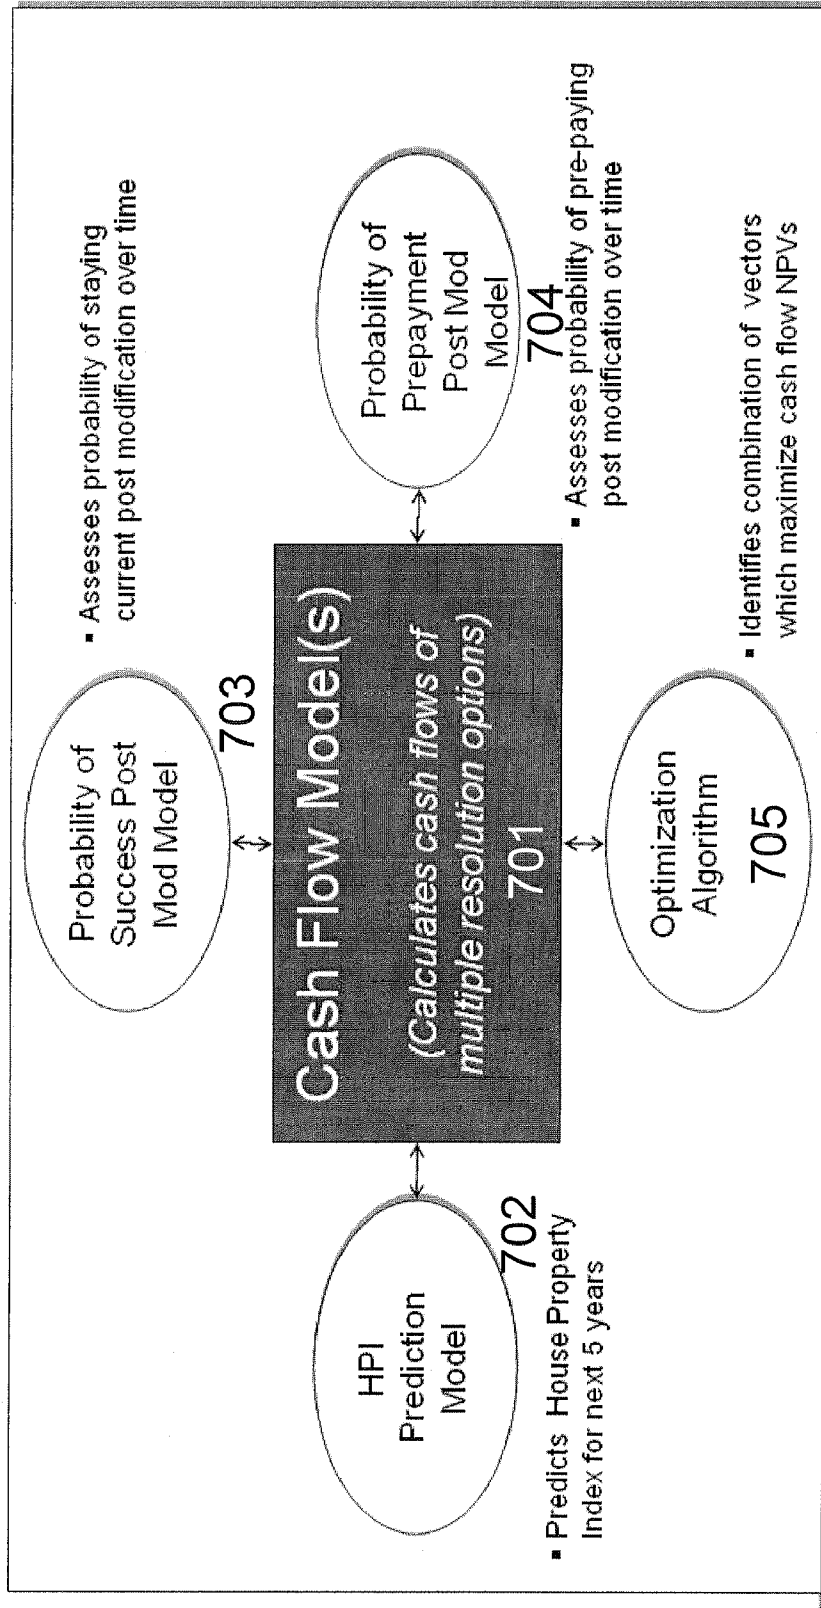 Probability of
Success Post
Mod Model
703
▪ Assesses probability of staying
current post modification over time
HPI
Prediction
Model
702
▪ Predicts House Property
Index for next 5 years
Cash Flow Model(s)
(Calculates cash flows of
multiple resolution options)
701
Probability of
Prepayment
Post Mod
Model
704
▪ Assesses probability of pre-paying
post modification over time
Optimization
Algorithm
705
▪ Identifies combination of vectors
which maximize cash flow NPVs